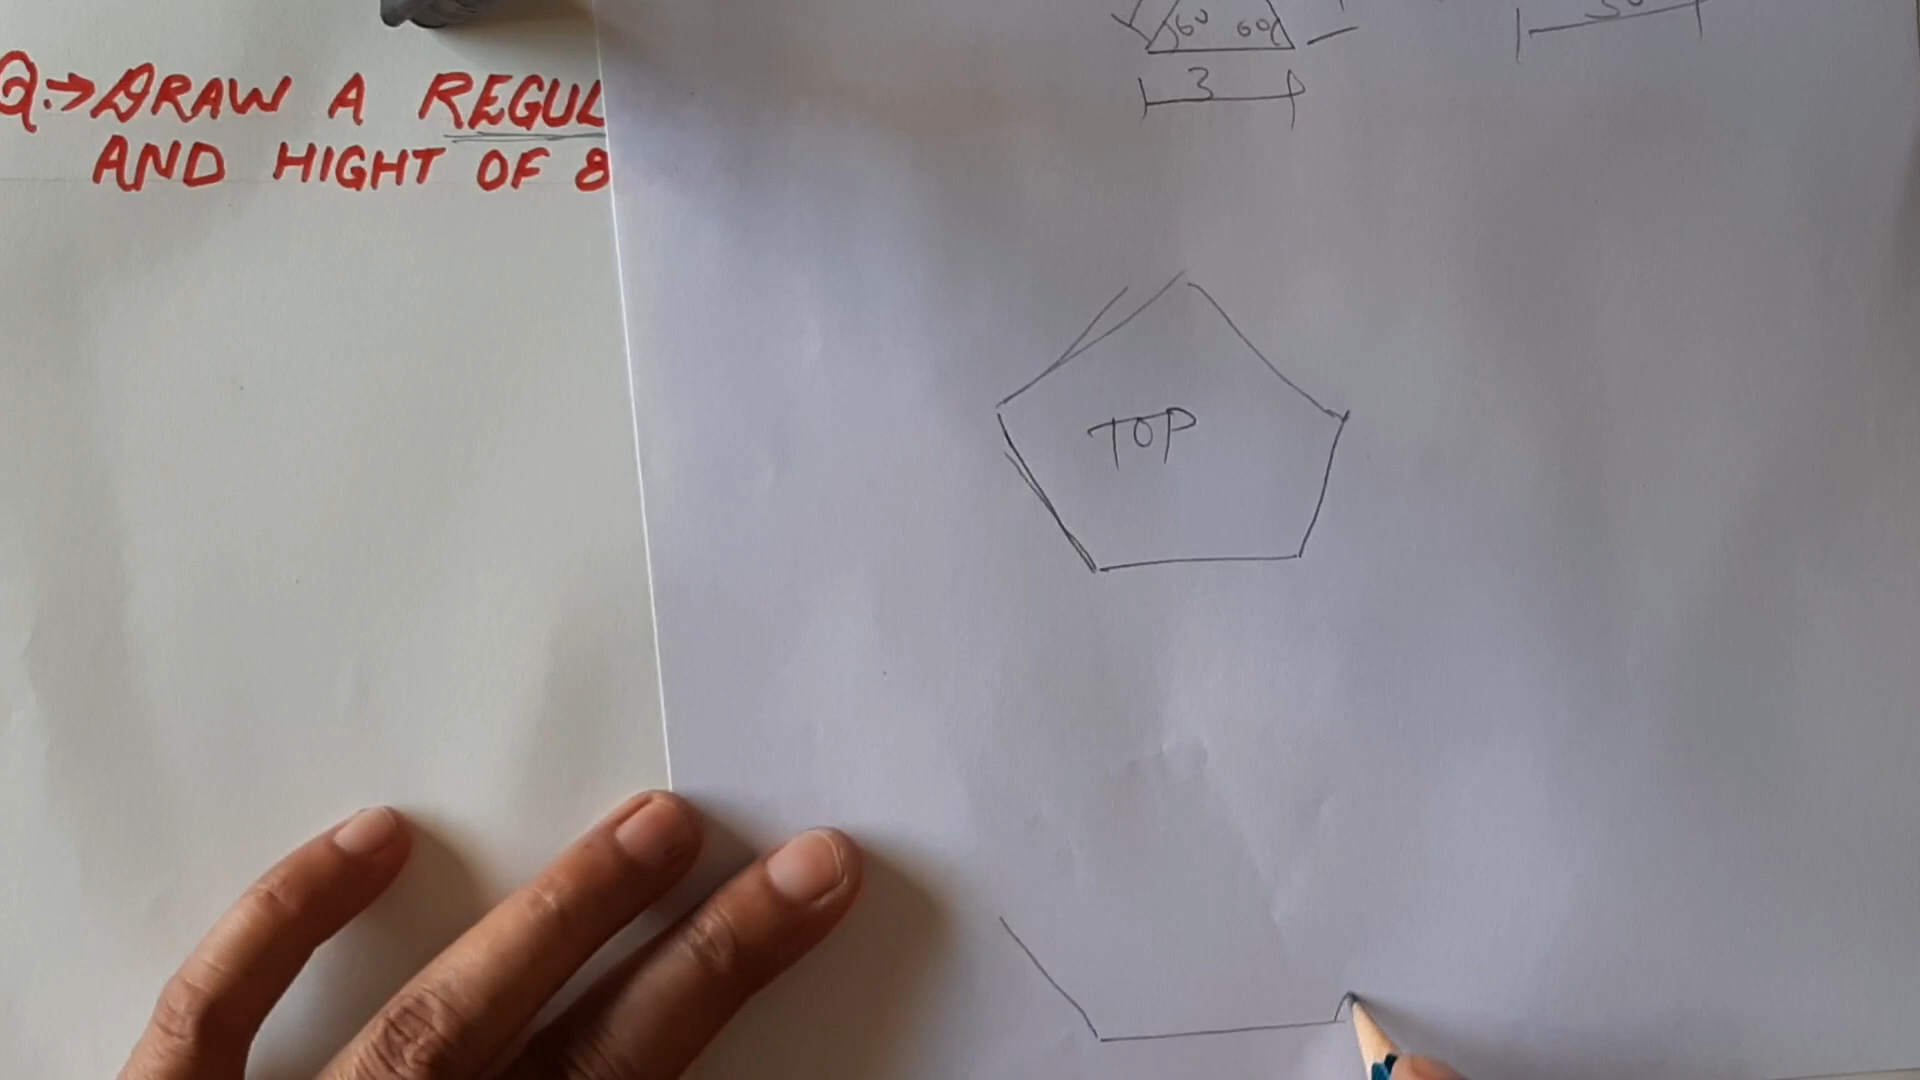 Q.→ DRAW A REGUL
AND HIGHT OF 8
60 60
3
TOP